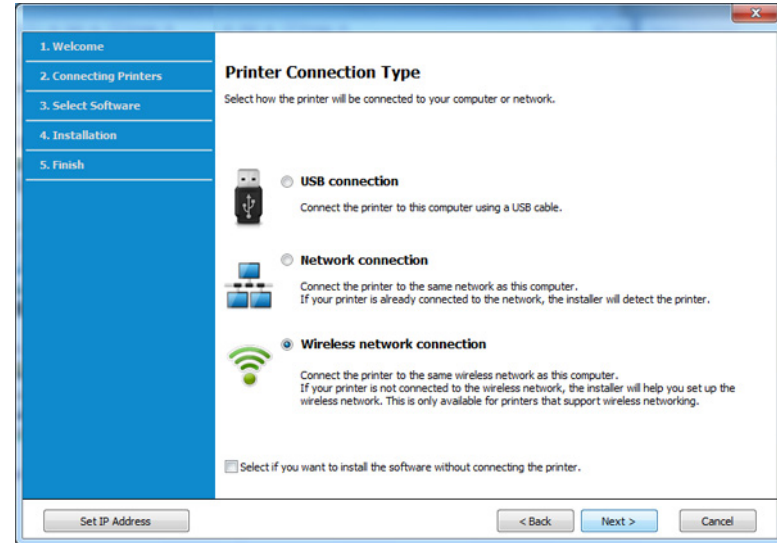 1. Welcome
2. Connecting Printers
3. Select Software
4. Installation
5. Finish
Printer Connection Type
Select how the printer will be connected to your computer or network.
USB connection
Connect the printer to this computer using a USB cable.
Network connection
Connect the printer to the same network as this computer.
If your printer is already connected to the network, the installer will detect the printer.
Wireless network connection
Connect the printer to the same wireless network as this computer.
If your printer is not connected to the wireless network, the installer will help you set up the
wireless network. This is only available for printers that support wireless networking.
Select if you want to install the software without connecting the printer.
Set IP Address
< Back
Next >
Cancel